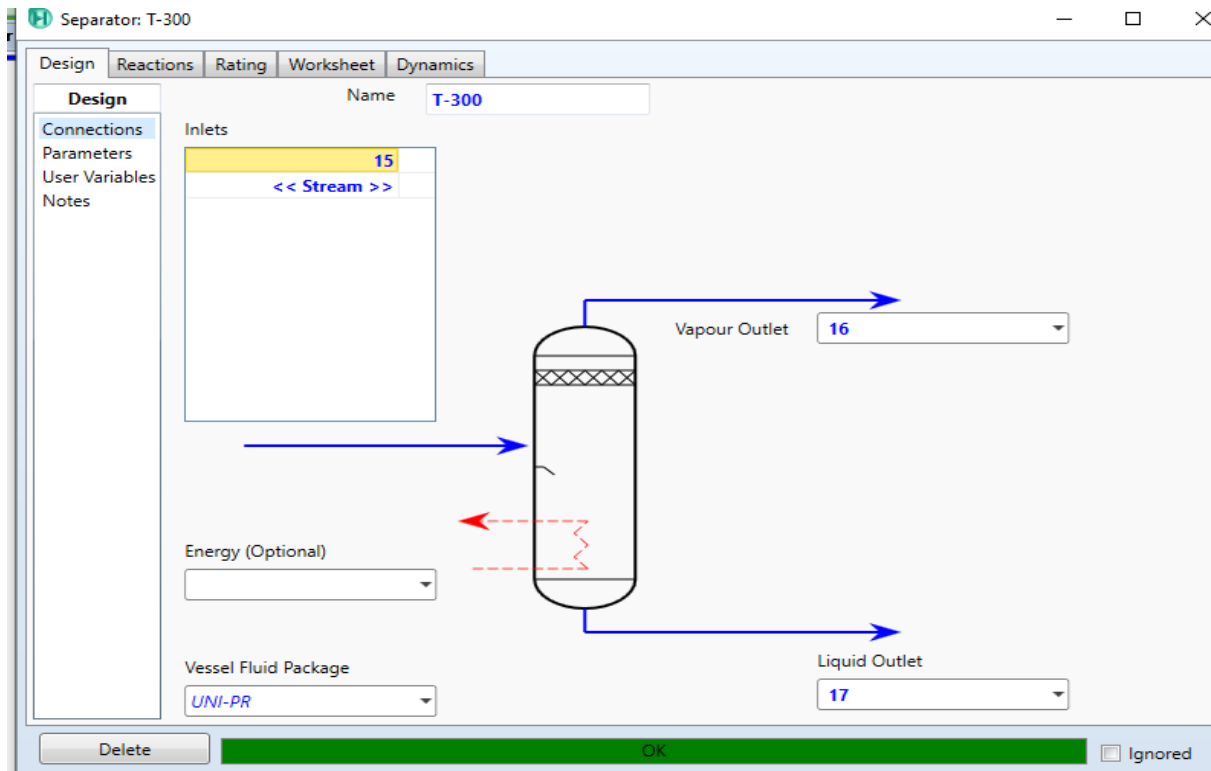 Separator: T-300
r
Design Reactions Rating Worksheet Dynamics
Design
Connections
Parameters
User Variables
Notes
Name T-300
Inlets
15
<< Stream >>
Vapour Outlet 16
Energy (Optional)
Vessel Fluid Package
UNI-PR
Liquid Outlet
17
Delete OK Ignored